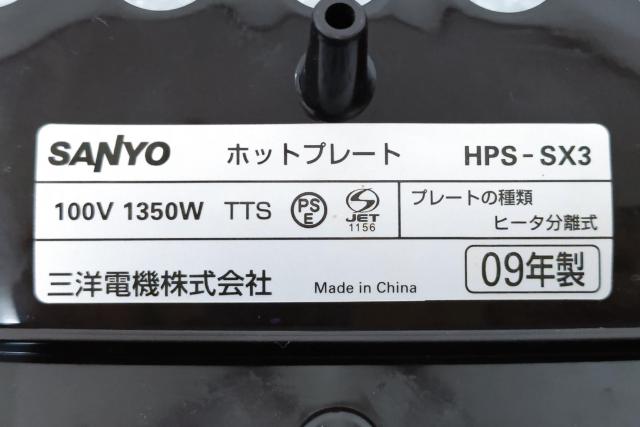 SANYO ホットプレート HPS-SX3
100V 1350W TTS PSE JET 1156
プレートの種類
ヒータ分離式
三洋電機株式会社 Made in China 09年製